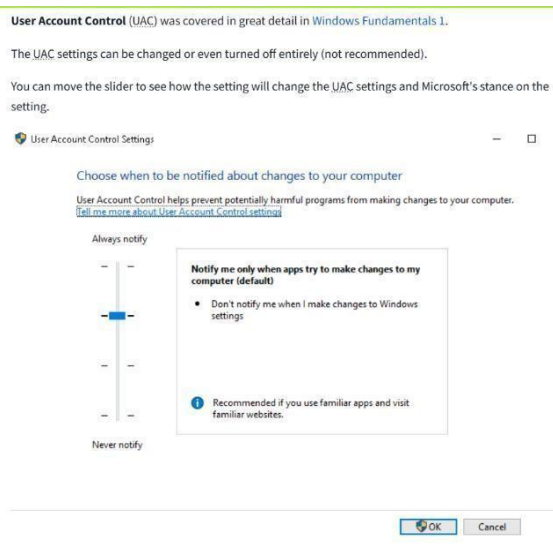 User Account Control (UAC) was covered in great detail in Windows Fundamentals 1.
The UAC settings can be changed or even turned off entirely (not recommended).
You can move the slider to see how the setting will change the UAC settings and Microsoft's stance on the
setting.
User Account Control Settings
Choose when to be notified about changes to your computer
User Account Control helps prevent potentially harmful programs from making changes to your computer.
Tell me more about User Account Control settings
Always notify
Notify me only when apps try to make changes to my
computer (default)
Don't notify me when I make changes to Windows
settings
Recommended if you use familiar apps and visit
familiar websites.
Never notify
OK Cancel